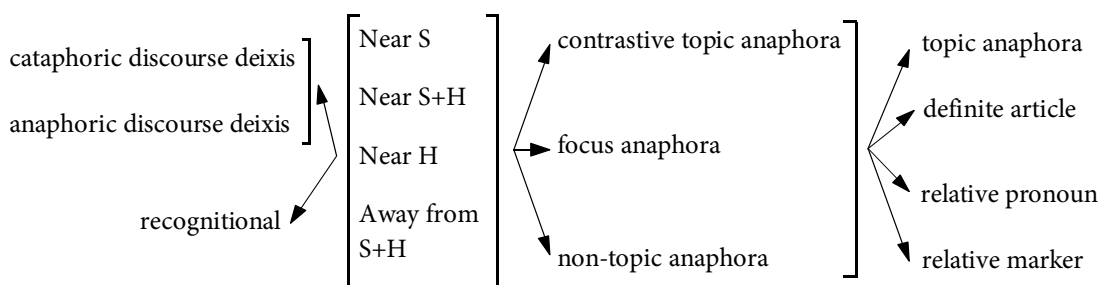 cataphoric discourse deixis
anaphoric discourse deixis
recognitional
Near S
Near S+H
Near H
Away from
S+H
contrastive topic anaphora
focus anaphora
non-topic anaphora
topic anaphora
definite article
relative pronoun
relative marker